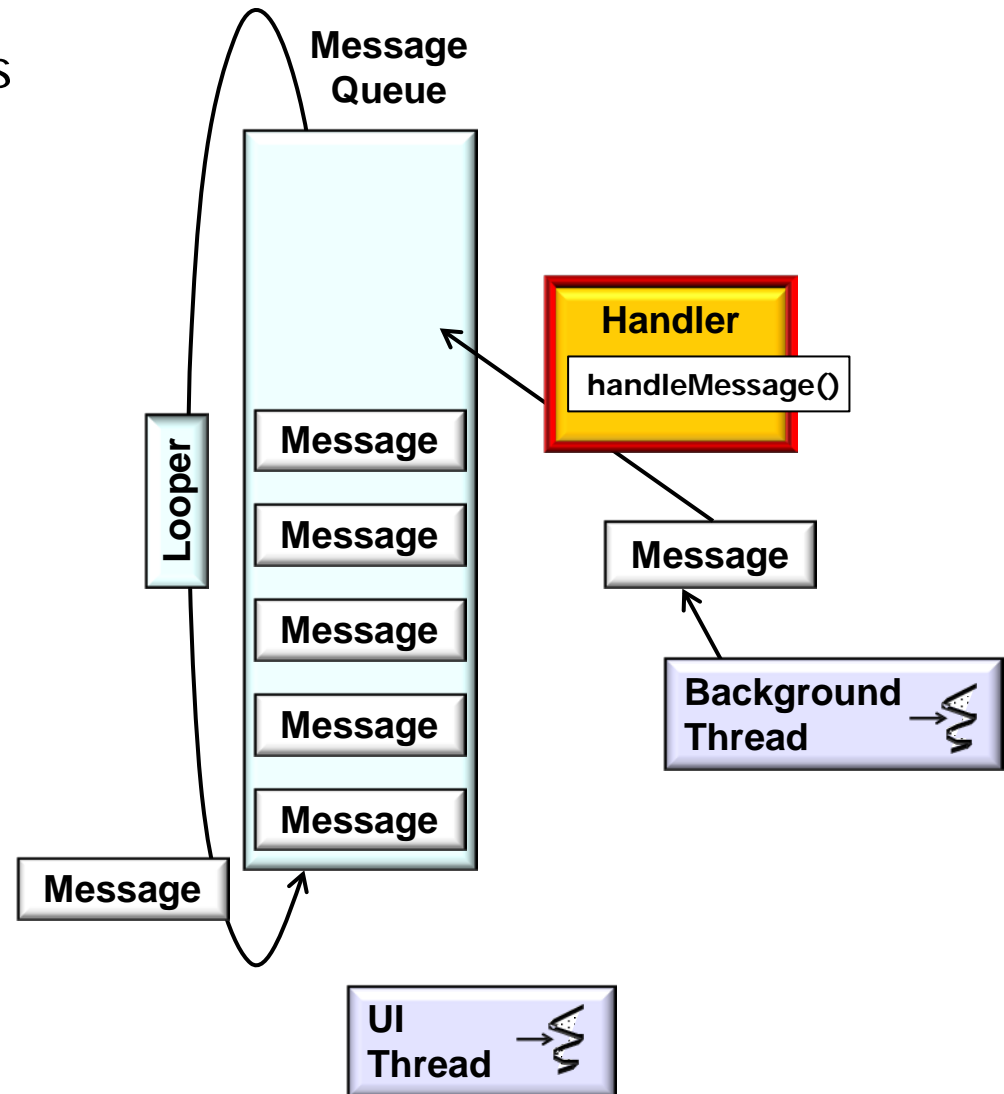 s
Message
Queue
Handler
handleMessage()
Looper
Message
Message
Message
Message
Message
Message
Background
Thread
Message
UI
Thread